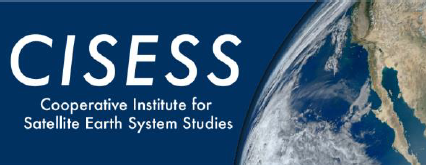 CISESS
Cooperative Institute for
Satellite Earth System Studies